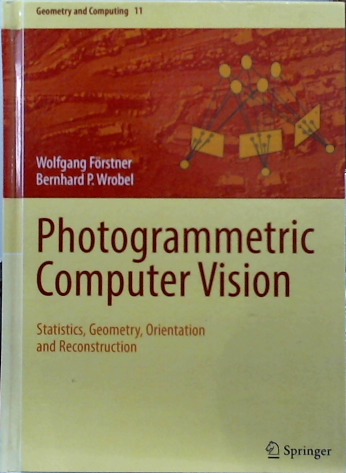 Geometry and Computing 11
Wolfgang Förstner
Bernhard P. Wrobel
Photogrammetric
Computer Vision
Statistics, Geometry, Orientation
and Reconstruction
Springer